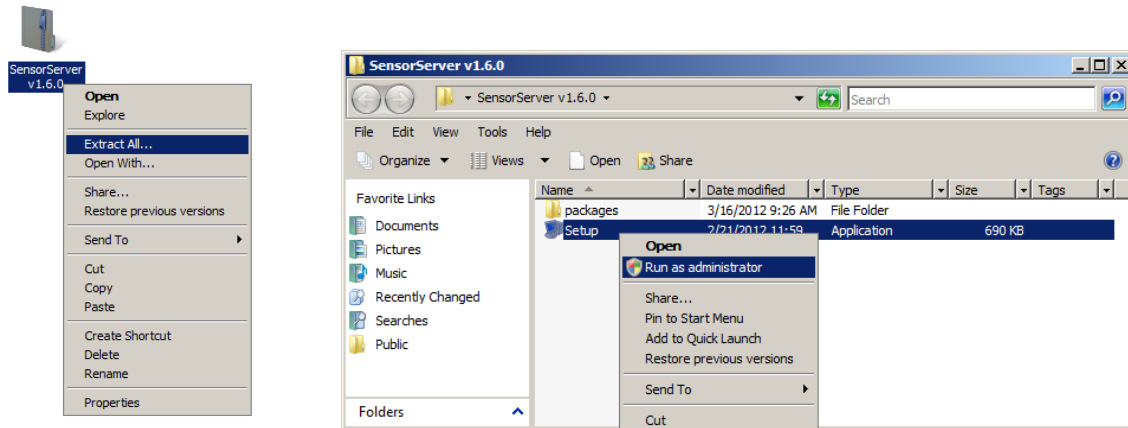 SensorServer
v1.6.0
Open
Explore
Extract All...
Open With...
Share...
Restore previous versions
Send To
Cut
Copy
Paste
Create Shortcut
Delete
Rename
Properties
SensorServer v1.6.0
SensorServer v1.6.0
Search
File Edit View Tools Help
Organize Views Open Share
Favorite Links
Documents
Pictures
Music
Recently Changed
Searches
Public
Folders
Name Date modified Type Size Tags
packages 3/16/2012 9:26 AM File Folder
Setup 2/21/2012 11:59 Application 690 KB
Open
Run as administrator
Share...
Pin to Start Menu
Add to Quick Launch
Restore previous versions
Send To
Cut